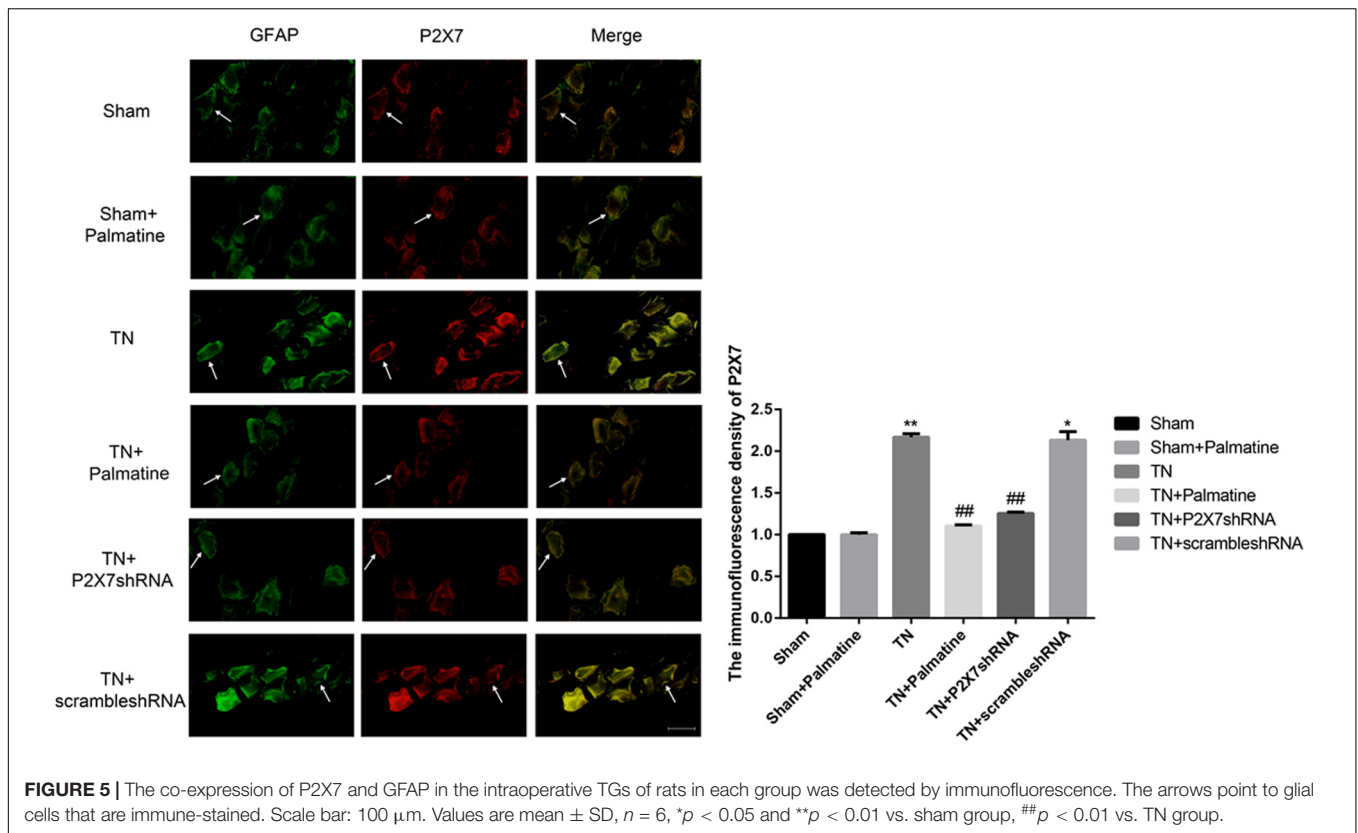 GFAP P2X7 Merge
Sham
Sham+
Palmatine
TN
TN+
Palmatine
TN+
P2X7shRNA
TN+
scrambleshRNA
The immunofluorescence density of P2X7
2.5
2.0
1.5
1.0
0.5
0.0
**
##
##
*
Sham
Sham+Palmatine
TN
TN+Palmatine
TN+P2X7shRNA
TN+scrambleshRNA
Sham
Sham+Palmatine
TN
TN+Palmatine
TN+P2X7shRNA
TN+scrambleshRNA
FIGURE 5 | The co-expression of P2X7 and GFAP in the intraoperative TGs of rats in each group was detected by immunofluorescence. The arrows point to glial
cells that are immune-stained. Scale bar: 100 μm. Values are mean ± SD, n = 6, *p < 0.05 and **p < 0.01 vs. sham group, ##p < 0.01 vs. TN group.